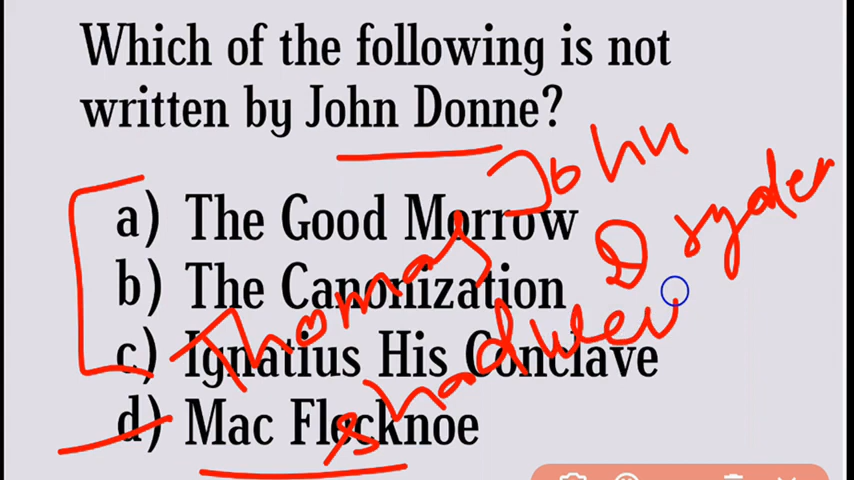 Which of the following is not
written by John Donne?
a) The Good Morrow
b) The Canonization
c) Ignatius His Conclave
d) Mac Flecknoe
John
Dryden
Thomas
Shadwell